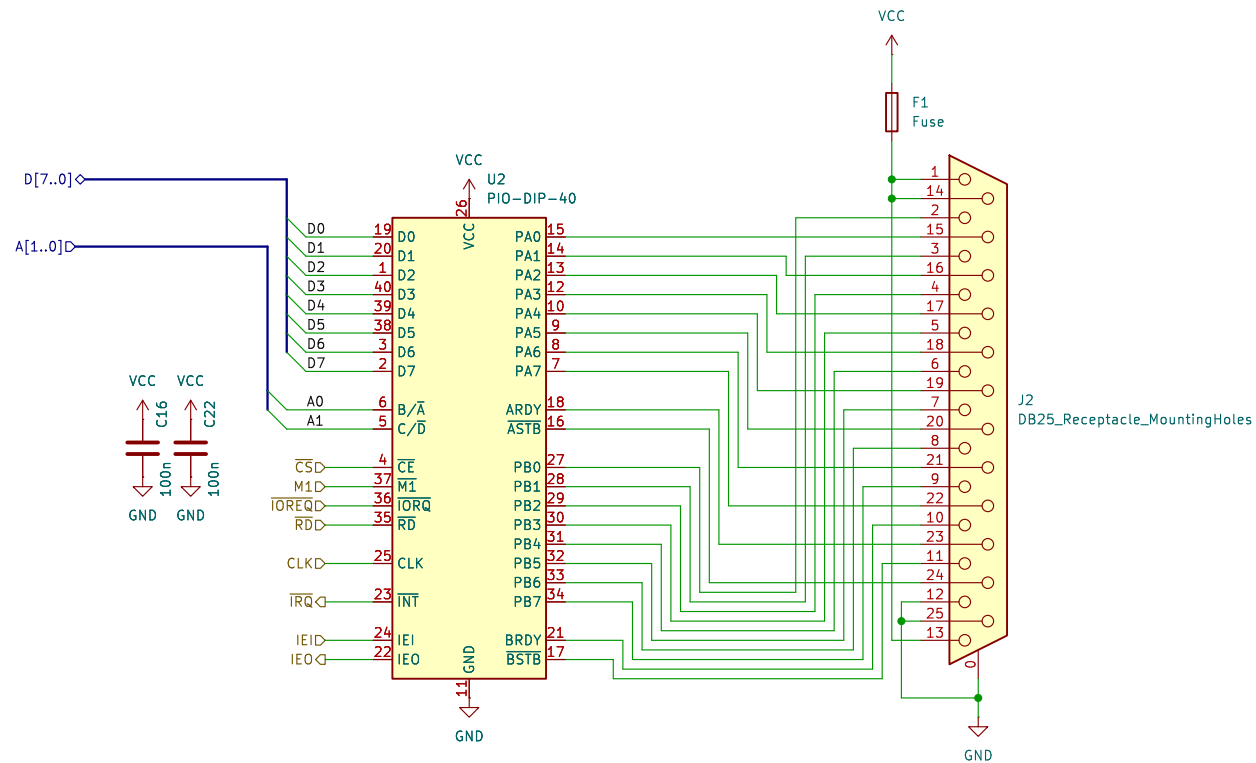 VCC
F1
Fuse
VCC
U2
PIO-DIP-40
D[7..0]
A[1..0]
26
VCC
D0 19 D0 PA0 15
D1 20 D1 PA1 14
D2 1 D2 PA2 13
D3 40 D3 PA3 12
D4 39 D4 PA4 10
D5 38 D5 PA5 9
D6 3 D6 PA6 8
D7 2 D7 PA7 7
A0 6 B/A ARDY 18
A1 5 C/D ASTB 16
CS 4 CE PB0 27
M1 37 M1 PB1 28
IOREQ 36 IORQ PB2 29
RD 35 RD PB3 30
PB4 31
CLK 25 CLK PB5 32
PB6 33
IRQ 23 INT PB7 34
IEI 24 IEI BRDY 21
IEO 22 IEO BSTB 17
GND
11
GND
VCC
C16
100n
GND
VCC
C22
100n
GND
1
14
2
15
3
16
4
17
5
18
6
19
7
20
8
21
9
22
10
23
11
24
12
25
13
0
J2
DB25_Receptacle_MountingHoles
GND